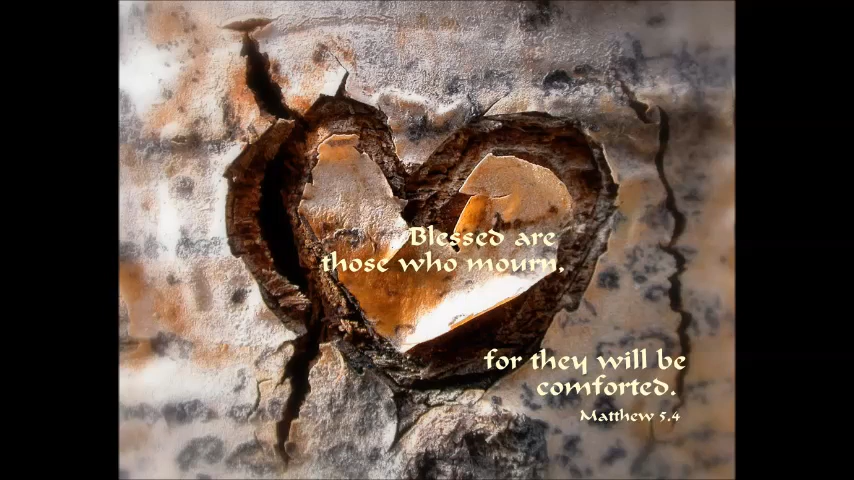 Blessed are
those who mourn,
for they will be
comforted.
Matthew 5.4